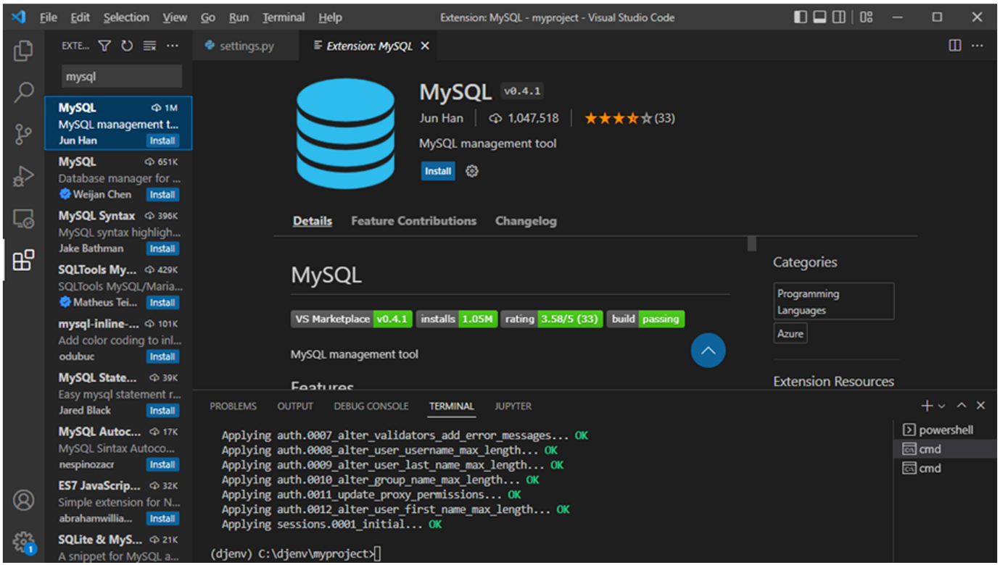 File Edit Selection View Go Run Terminal Help
Extension: MySQL - myproject - Visual Studio Code
EXTE...
mysql
MySQL 1M
MySQL management t...
Jun Han Install
MySQL 651K
Database manager for ...
Weijan Chen Install
MySQL Syntax 396K
MySQL syntax highligh...
Jake Bathman Install
SQLTools My... 429K
SQLTools MySQL/Maria...
Matheus Tei... Install
mysql-inline-... 101K
Add color coding to inl...
odubuc Install
MySQL State... 39K
Easy mysql statement r...
Jared Black Install
MySQL Autoc... 17K
MySQL Sintax Autoco...
nespinozacr Install
ES7 JavaScrip... 32K
Simple extension for N...
abrahamwillia... Install
SQLite & MyS... 21K
A snippet for MySQL a...
1
settings.py
Extension: MySQL
MySQL v0.4.1
Jun Han 1,047,518 (33)
MySQL management tool
Install
Details Feature Contributions Changelog
MySQL
VS Marketplace v0.4.1 installs 1.05M rating 3.58/5 (33) build passing
MySQL management tool
Features
Categories
Programming
Languages
Azure
Extension Resources
PROBLEMS OUTPUT DEBUG CONSOLE TERMINAL JUPYTER
Applying auth.0007_alter_validators_add_error_messages... OK
Applying auth.0008_alter_user_username_max_length... OK
Applying auth.0009_alter_user_last_name_max_length... OK
Applying auth.0010_alter_group_name_max_length... OK
Applying auth.0011_update_proxy_permissions... OK
Applying auth.0012_alter_user_first_name_max_length... OK
Applying sessions.0001_initial... OK
(djenv) C:\djenv\myproject>
powershell
cmd
cmd